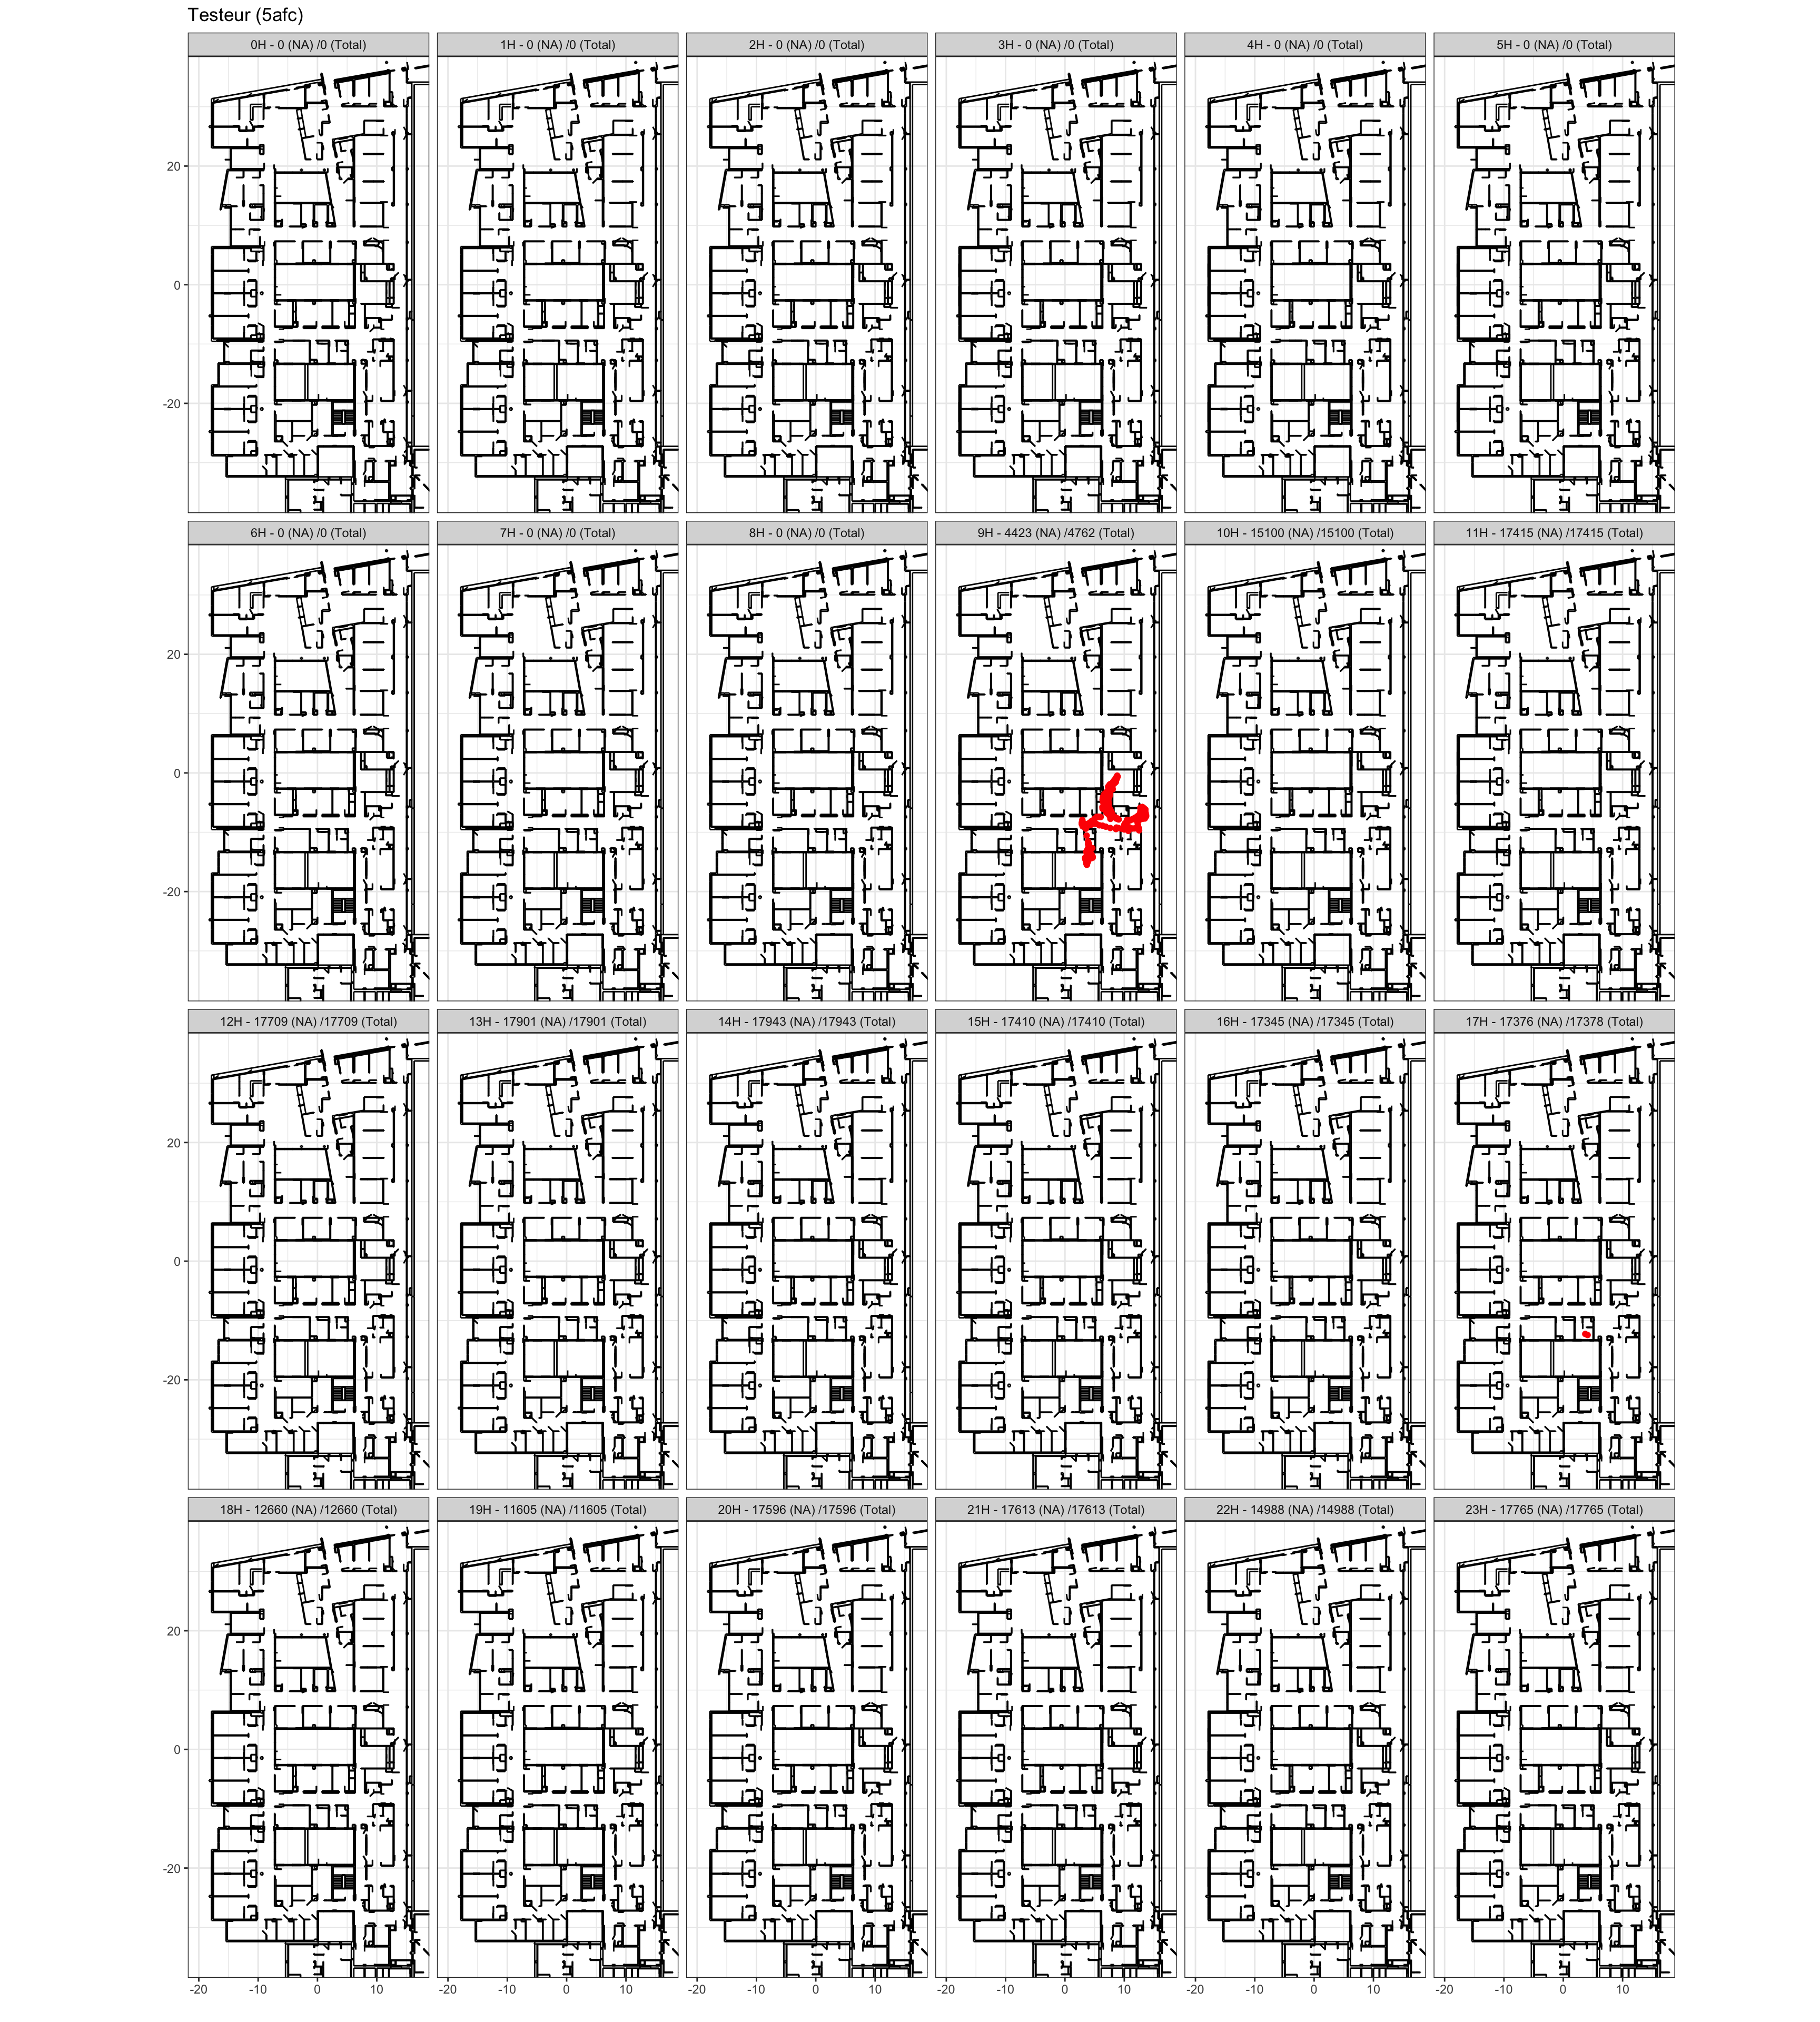 Testeur (5afc)
0H - 0 (NA) /0 (Total) 1H - 0 (NA) /0 (Total) 2H - 0 (NA) /0 (Total) 3H - 0 (NA) /0 (Total) 4H - 0 (NA) /0 (Total) 5H - 0 (NA) /0 (Total)
20
0
-20
6H - 0 (NA) /0 (Total) 7H - 0 (NA) /0 (Total) 8H - 0 (NA) /0 (Total) 9H - 4423 (NA) /4762 (Total) 10H - 15100 (NA) /15100 (Total) 11H - 17415 (NA) /17415 (Total)
20
0
-20
12H - 17709 (NA) /17709 (Total) 13H - 17901 (NA) /17901 (Total) 14H - 17943 (NA) /17943 (Total) 15H - 17410 (NA) /17410 (Total) 16H - 17345 (NA) /17345 (Total) 17H - 17376 (NA) /17378 (Total)
20
0
-20
18H - 12660 (NA) /12660 (Total) 19H - 11605 (NA) /11605 (Total) 20H - 17596 (NA) /17596 (Total) 21H - 17613 (NA) /17613 (Total) 22H - 14988 (NA) /14988 (Total) 23H - 17765 (NA) /17765 (Total)
20
0
-20
-20 -10 0 10 -20 -10 0 10 -20 -10 0 10 -20 -10 0 10 -20 -10 0 10 -20 -10 0 10